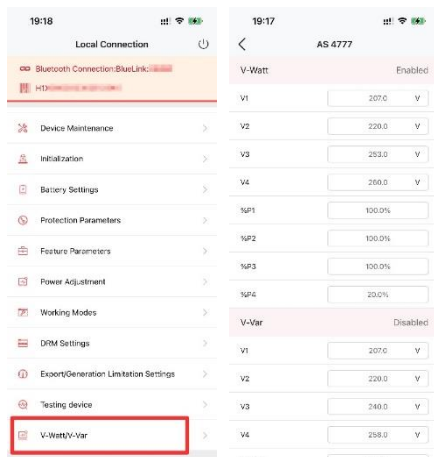 19:18
Local Connection
Bluetooth Connection:BlueLink:
Device Maintenance
Initialization
Battery Settings
Protection Parameters
Feature Parameters
Power Adjustment
Working Modes
DRM Settings
Export/Generation Limitation Settings
Testing device
V-Watt/V-Var
19:17
AS 4777
V-Watt Enabled
V1 207.0 V
V2 220.0 V
V3 253.0 V
V4 260.0 V
%P1 100.0%
%P2 100.0%
%P3 100.0%
%P4 20.0%
V-Var Disabled
V1 207.0 V
V2 220.0 V
V3 240.0 V
V4 258.0 V